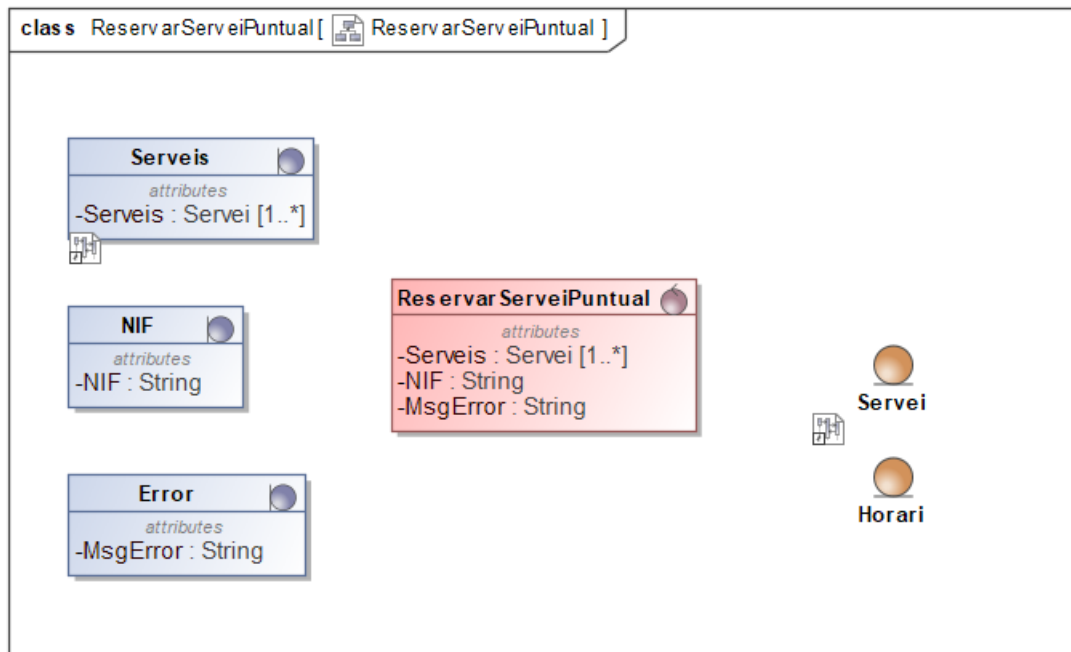 class ReservarServeiPuntual[ ReservarServeiPuntual ]
Serveis
attributes
-Serveis : Servei [1..*]
NIF
attributes
-NIF : String
Error
attributes
-MsgError : String
ReservarServeiPuntual
attributes
-Serveis : Servei [1..*]
-NIF : String
-MsgError : String
Servei
Horari